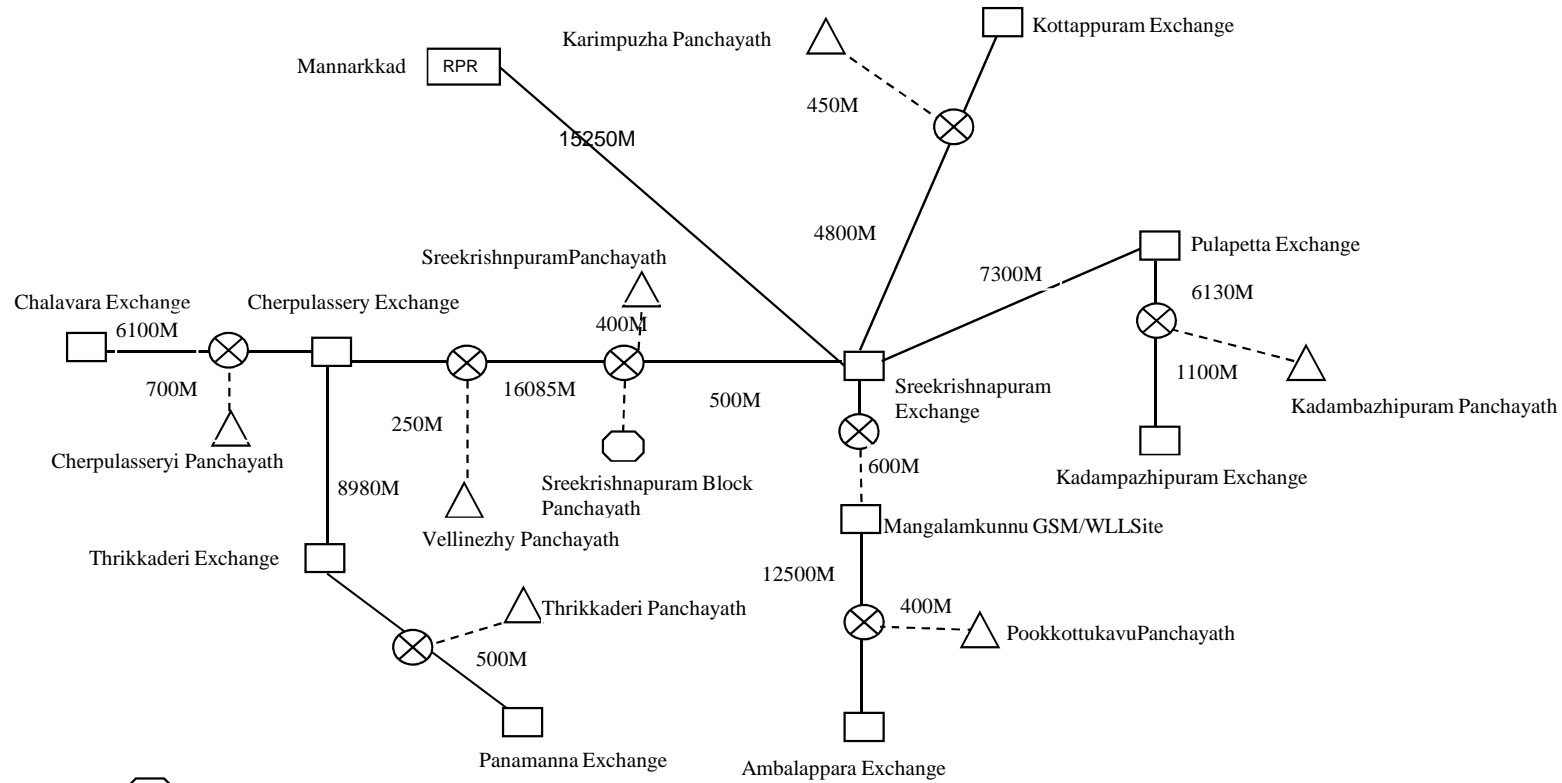 Karimpuzha Panchayath
Kottappuram Exchange
Mannarkkad
RPR
450M
15250M
4800M
SreekrishnpuramPanchayath
Pulapetta Exchange
7300M
6130M
Chalavara Exchange
Cherpulassery Exchange
6100M
400M
700M
16085M
500M
Sreekrishnapuram
Exchange
1100M
Kadambazhipuram Panchayath
250M
Cherpulasseryi Panchayath
600M
Kadampazhipuram Exchange
8980M
Sreekrishnapuram Block
Panchayath
Vellinezhy Panchayath
Mangalamkunnu GSM/WLLSite
Thrikkaderi Exchange
12500M
Thrikkaderi Panchayath
400M
PookkottukavuPanchayath
500M
Panamanna Exchange
Ambalappara Exchange